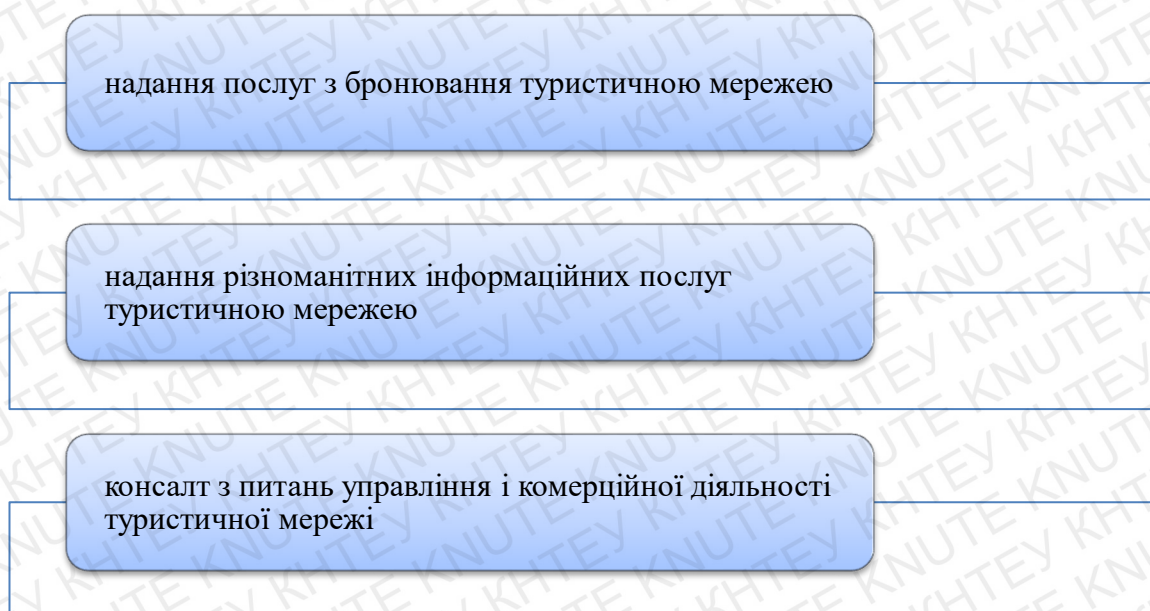 надання послуг з бронювання туристичною мережею
надання різноманітних інформаційних послуг
туристичною мережею
консалт з питань управління і комерційної діяльності
туристичної мережі